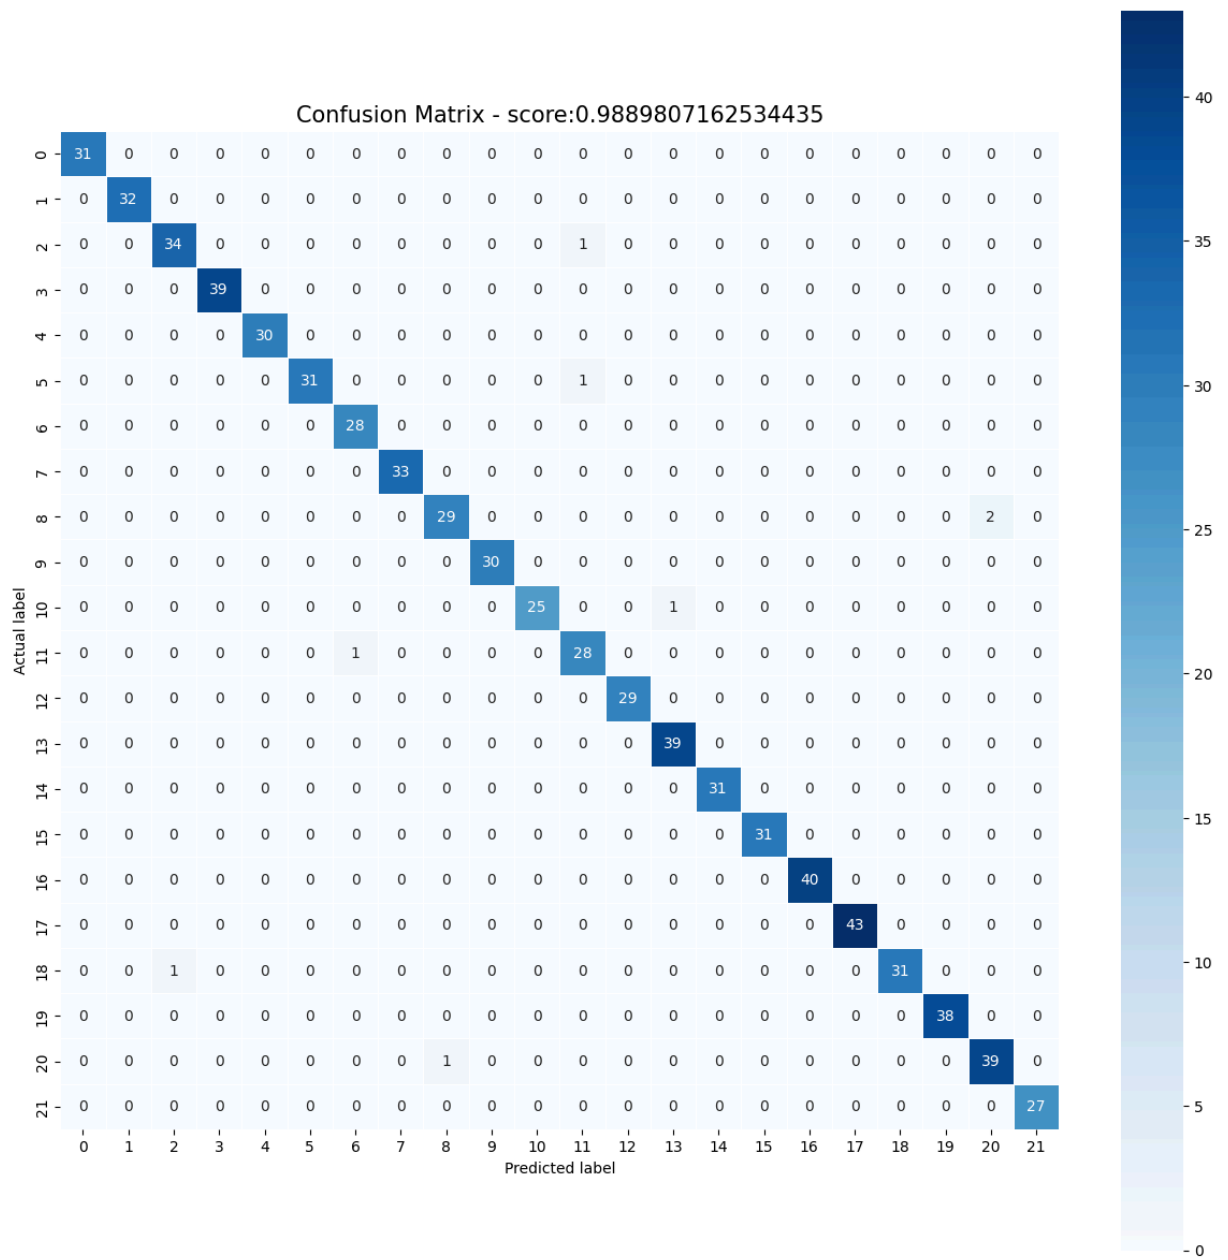 Confusion Matrix - score:0.9889807162534435
0 31 0 0 0 0 0 0 0 0 0 0 0 0 0 0 0 0 0 0 0 0 0
1 0 32 0 0 0 0 0 0 0 0 0 0 0 0 0 0 0 0 0 0 0 0
2 0 0 34 0 0 0 0 0 0 0 0 1 0 0 0 0 0 0 0 0 0 0
3 0 0 0 39 0 0 0 0 0 0 0 0 0 0 0 0 0 0 0 0 0 0
4 0 0 0 0 30 0 0 0 0 0 0 0 0 0 0 0 0 0 0 0 0 0
5 0 0 0 0 0 31 0 0 0 0 0 1 0 0 0 0 0 0 0 0 0 0
6 0 0 0 0 0 0 28 0 0 0 0 0 0 0 0 0 0 0 0 0 0 0
7 0 0 0 0 0 0 0 33 0 0 0 0 0 0 0 0 0 0 0 0 0 0
8 0 0 0 0 0 0 0 0 29 0 0 0 0 0 0 0 0 0 0 0 2 0
9 0 0 0 0 0 0 0 0 0 30 0 0 0 0 0 0 0 0 0 0 0 0
10 0 0 0 0 0 0 0 0 0 0 25 0 0 1 0 0 0 0 0 0 0 0
11 0 0 0 0 0 0 1 0 0 0 0 28 0 0 0 0 0 0 0 0 0 0
12 0 0 0 0 0 0 0 0 0 0 0 0 29 0 0 0 0 0 0 0 0 0
13 0 0 0 0 0 0 0 0 0 0 0 0 0 39 0 0 0 0 0 0 0 0
14 0 0 0 0 0 0 0 0 0 0 0 0 0 0 31 0 0 0 0 0 0 0
15 0 0 0 0 0 0 0 0 0 0 0 0 0 0 0 31 0 0 0 0 0 0
16 0 0 0 0 0 0 0 0 0 0 0 0 0 0 0 0 40 0 0 0 0 0
17 0 0 0 0 0 0 0 0 0 0 0 0 0 0 0 0 0 43 0 0 0 0
18 0 0 1 0 0 0 0 0 0 0 0 0 0 0 0 0 0 0 31 0 0 0
19 0 0 0 0 0 0 0 0 0 0 0 0 0 0 0 0 0 0 0 38 0 0
20 0 0 0 0 0 0 0 0 1 0 0 0 0 0 0 0 0 0 0 0 39 0
21 0 0 0 0 0 0 0 0 0 0 0 0 0 0 0 0 0 0 0 0 0 27
0 1 2 3 4 5 6 7 8 9 10 11 12 13 14 15 16 17 18 19 20 21
Predicted label
Actual label
40
35
30
25
20
15
10
5
0